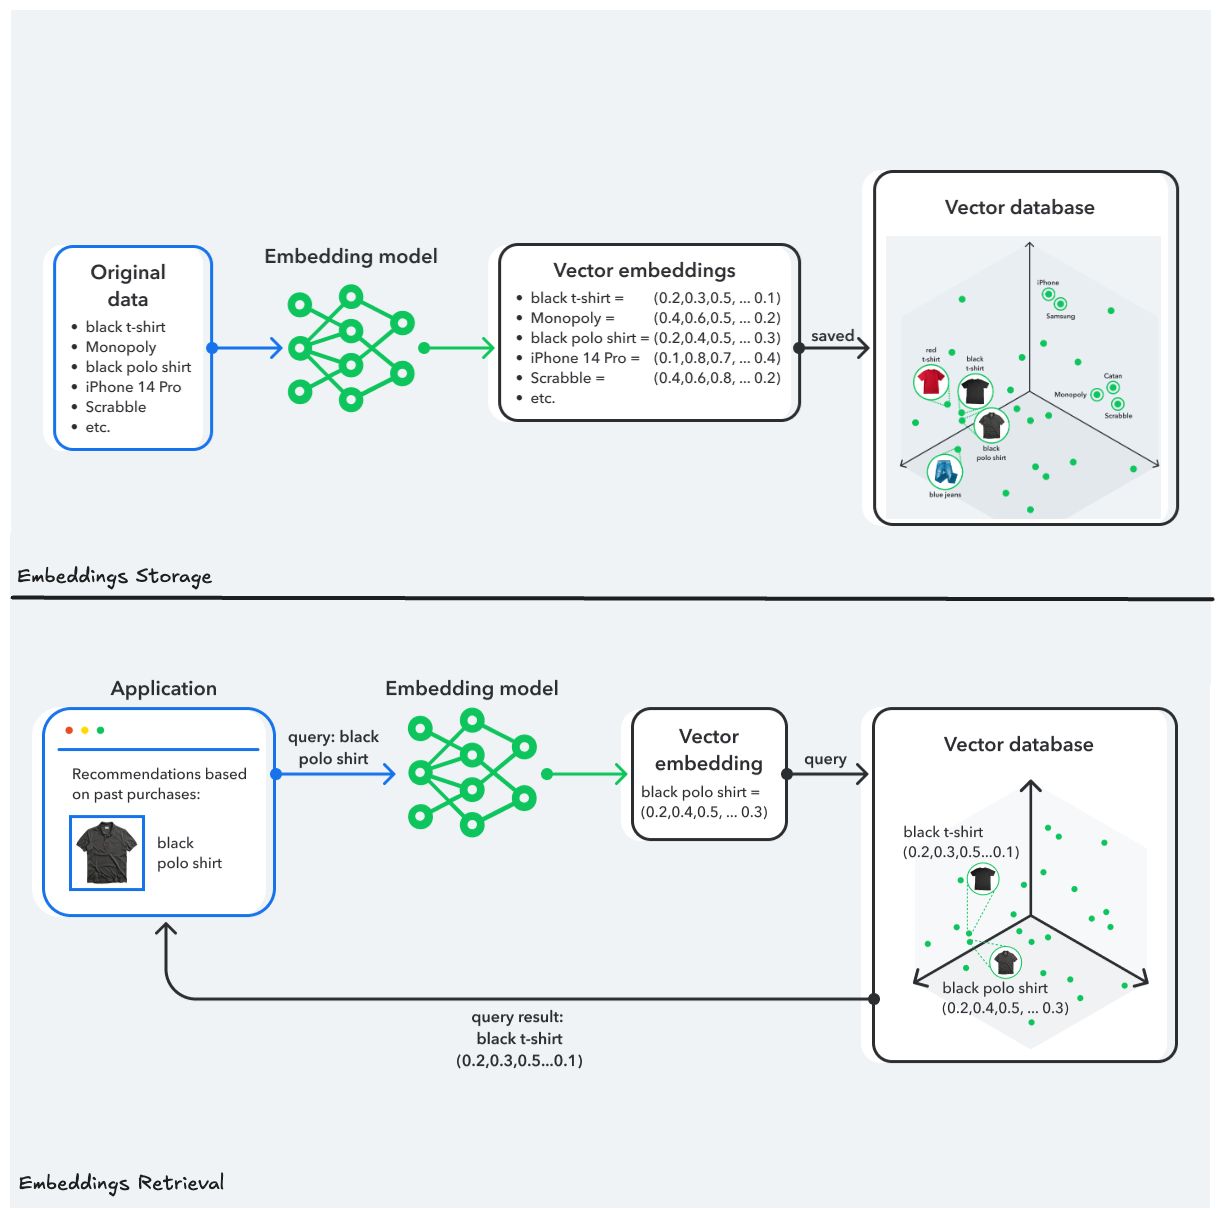 Vector database
Embedding model
Original
data
• black t-shirt
• Monopoly
• black polo shirt
• iPhone 14 Pro
• Scrabble
• etc.
Vector embeddings
• black t-shirt = (0.2,0.3,0.5, ... 0.1)
• Monopoly = (0.4,0.6,0.5, ... 0.2)
• black polo shirt = (0.2,0.4,0.5, ... 0.3)
• iPhone 14 Pro = (0.1,0.8,0.7, ... 0.4)
• Scrabble = (0.4,0.6,0.8, ... 0.2)
• etc.
saved
iPhone
Samsung
red
t-shirt
black
t-shirt
Catan
Monopoly
Scrabble
black
polo shirt
blue jeans
Embeddings Storage
Application
Embedding model
query: black
polo shirt
Recommendations based
on past purchases:
black
polo shirt
Vector
embedding
black polo shirt =
(0.2,0.4,0.5, ... 0.3)
query
Vector database
black t-shirt
(0.2,0.3,0.5...0.1)
black polo shirt
(0.2,0.4,0.5, ... 0.3)
query result:
black t-shirt
(0.2,0.3,0.5...0.1)
Embeddings Retrieval